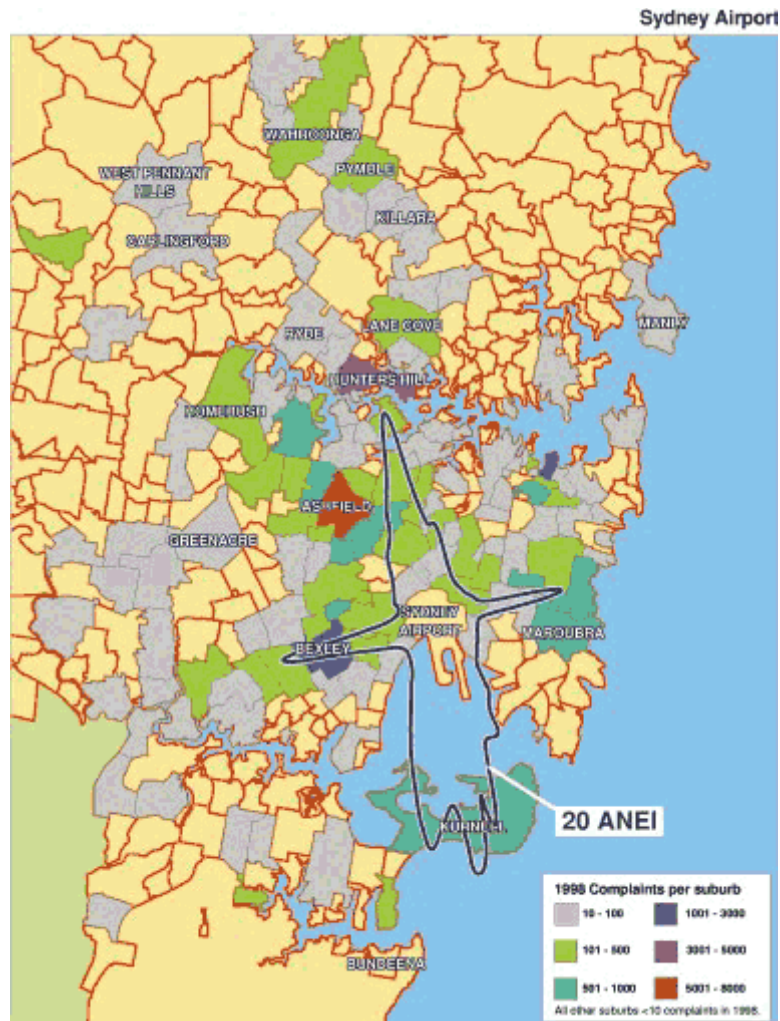 Sydney Airport
WAHROONGA
PYMBLE
WEST PENNANT
HILLS
KILLARA
CARLINGFORD
MANLY
RYDE
LANE COVE
HUNTERS HILL
HOMEBUSH
ASHFIELD
GREENACRE
SYDNEY
AIRPORT
MAROUBRA
BEXLEY
20 ANEI
KURNELL
BUNDEENA
1998 Complaints per suburb
10 - 100
1001 - 3000
101 - 500
3001 - 5000
501 - 1000
5001 - 8000
All other suburbs <10 complaints in 1998.